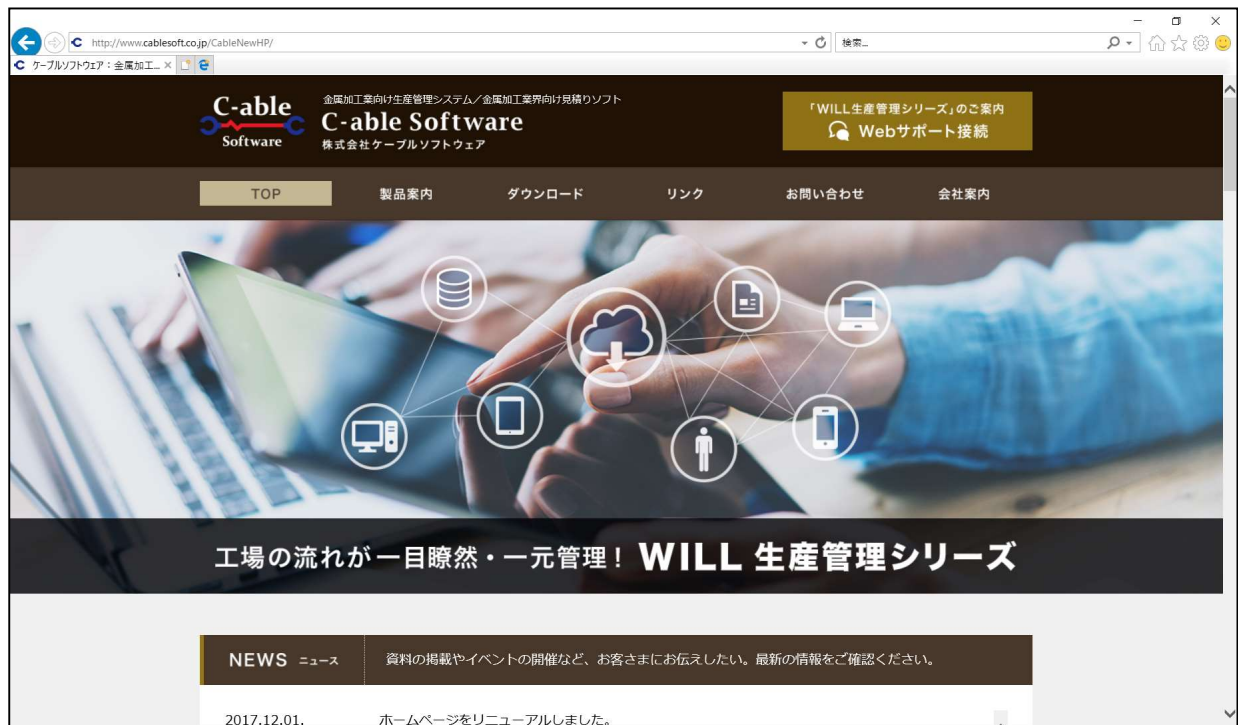 http://www.cablesoft.co.jp/CableNewHP/
検索...
ケーブルソフトウェア：金属加工...
C-able
Software
金属加工業向け生産管理システム／金属加工業界向け見積りソフト
C-able Software
株式会社ケーブルソフトウェア
「WILL生産管理シリーズ」のご案内
Webサポート接続
TOP
製品案内
ダウンロード
リンク
お問い合わせ
会社案内
工場の流れが一目瞭然・一元管理！ WILL 生産管理シリーズ
NEWS ニュース
資料の掲載やイベントの開催など、お客さまにお伝えしたい。最新の情報をご確認ください。
2017.12.01.
ホームページをリニューアルしました。